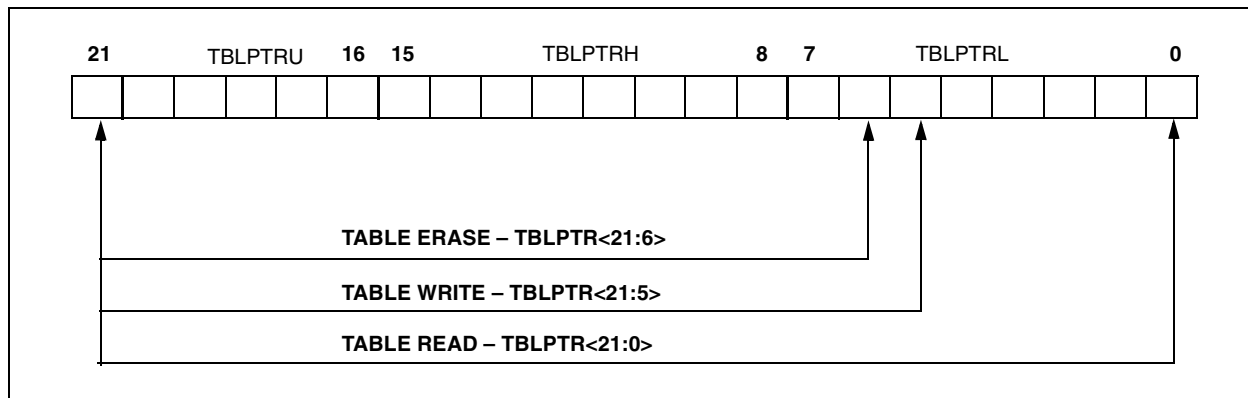 21 TBLPTRU 16 15 TBLPTRH 8 7 TBLPTRL 0
TABLE ERASE – TBLPTR<21:6>
TABLE WRITE – TBLPTR<21:5>
TABLE READ – TBLPTR<21:0>